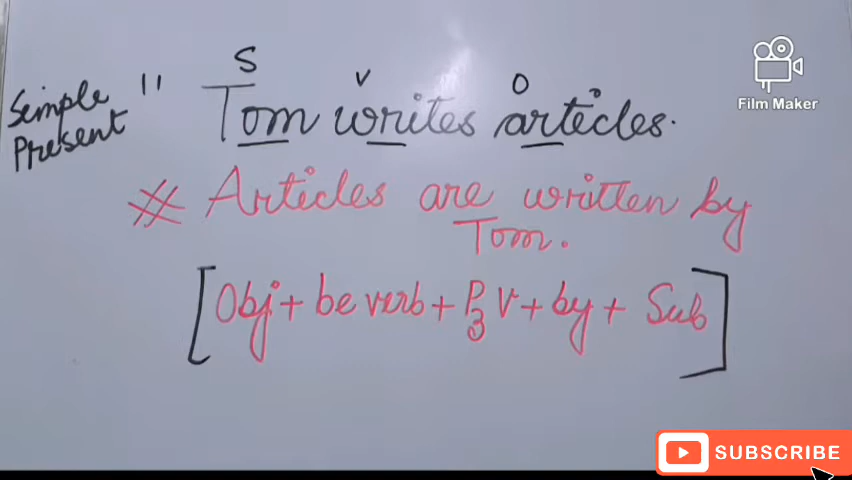 S
V
O
Simple
Present
" Tom writes articles.
Film Maker
※ Articles are written by
Tom.
[Obj + be verb + P3 V + by + Sub]
SUBSCRIBE